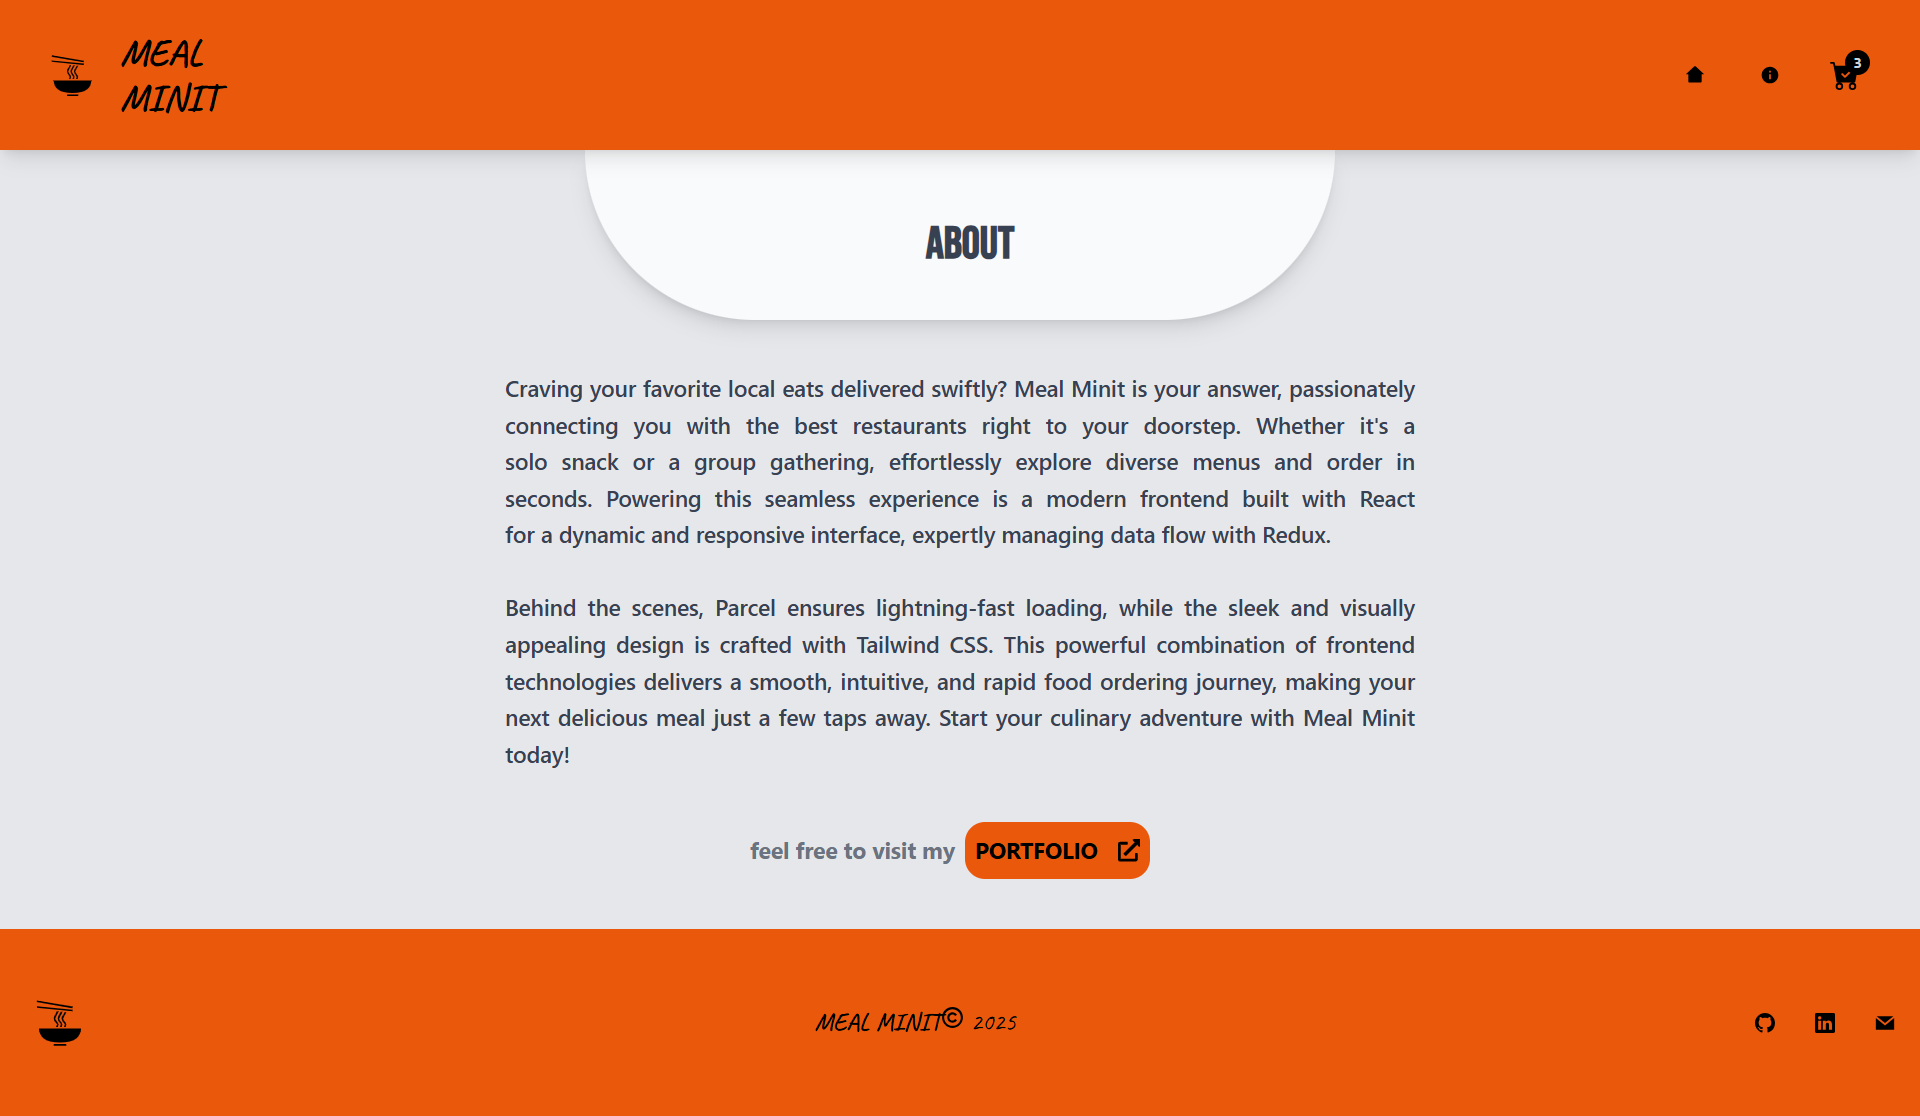 MEAL
MINIT
3
ABOUT
Craving your favorite local eats delivered swiftly? Meal Minit is your answer, passionately
connecting you with the best restaurants right to your doorstep. Whether it's a
solo snack or a group gathering, effortlessly explore diverse menus and order in
seconds. Powering this seamless experience is a modern frontend built with React
for a dynamic and responsive interface, expertly managing data flow with Redux.
Behind the scenes, Parcel ensures lightning-fast loading, while the sleek and visually
appealing design is crafted with Tailwind CSS. This powerful combination of frontend
technologies delivers a smooth, intuitive, and rapid food ordering journey, making your
next delicious meal just a few taps away. Start your culinary adventure with Meal Minit
today!
feel free to visit my PORTFOLIO
MEAL MINIT© 2025